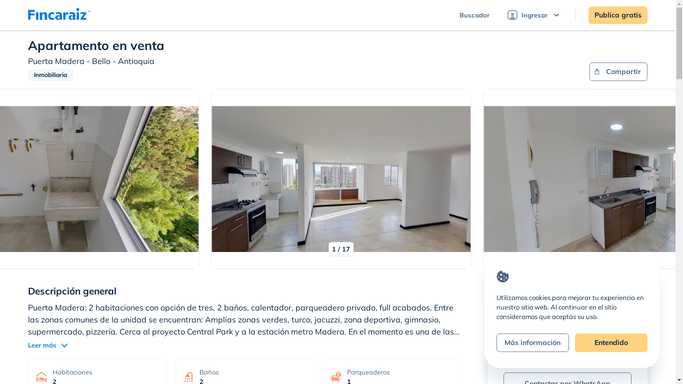 Fincaraiz
Buscador
Ingresar
Publica gratis
Apartamento en venta
Puerta Madera - Bello - Antioquia
Inmobiliaria
Compartir
1 / 17
Descripción general
Puerta Madera: 2 habitaciones con opción de tres, 2 baños, calentador, parqueadero privado, full acabados. Entre
las zonas comunes de la unidad se encuentran: Amplías zonas verdes, turco, jacuzzi, zona deportiva, gimnasio,
supermercado, pizzería. Cerca al proyecto Central Park y a la estación metro Madera. En el momento es una de las...
Leer más
Habitaciones
2
Baños
2
Parqueaderos
1
Utilizamos cookies para mejorar tu experiencia en
nuestro sitio web. Al continuar en el sitio
consideramos que aceptas su uso.
Más información
Entendido
Contactar por WhatsApp